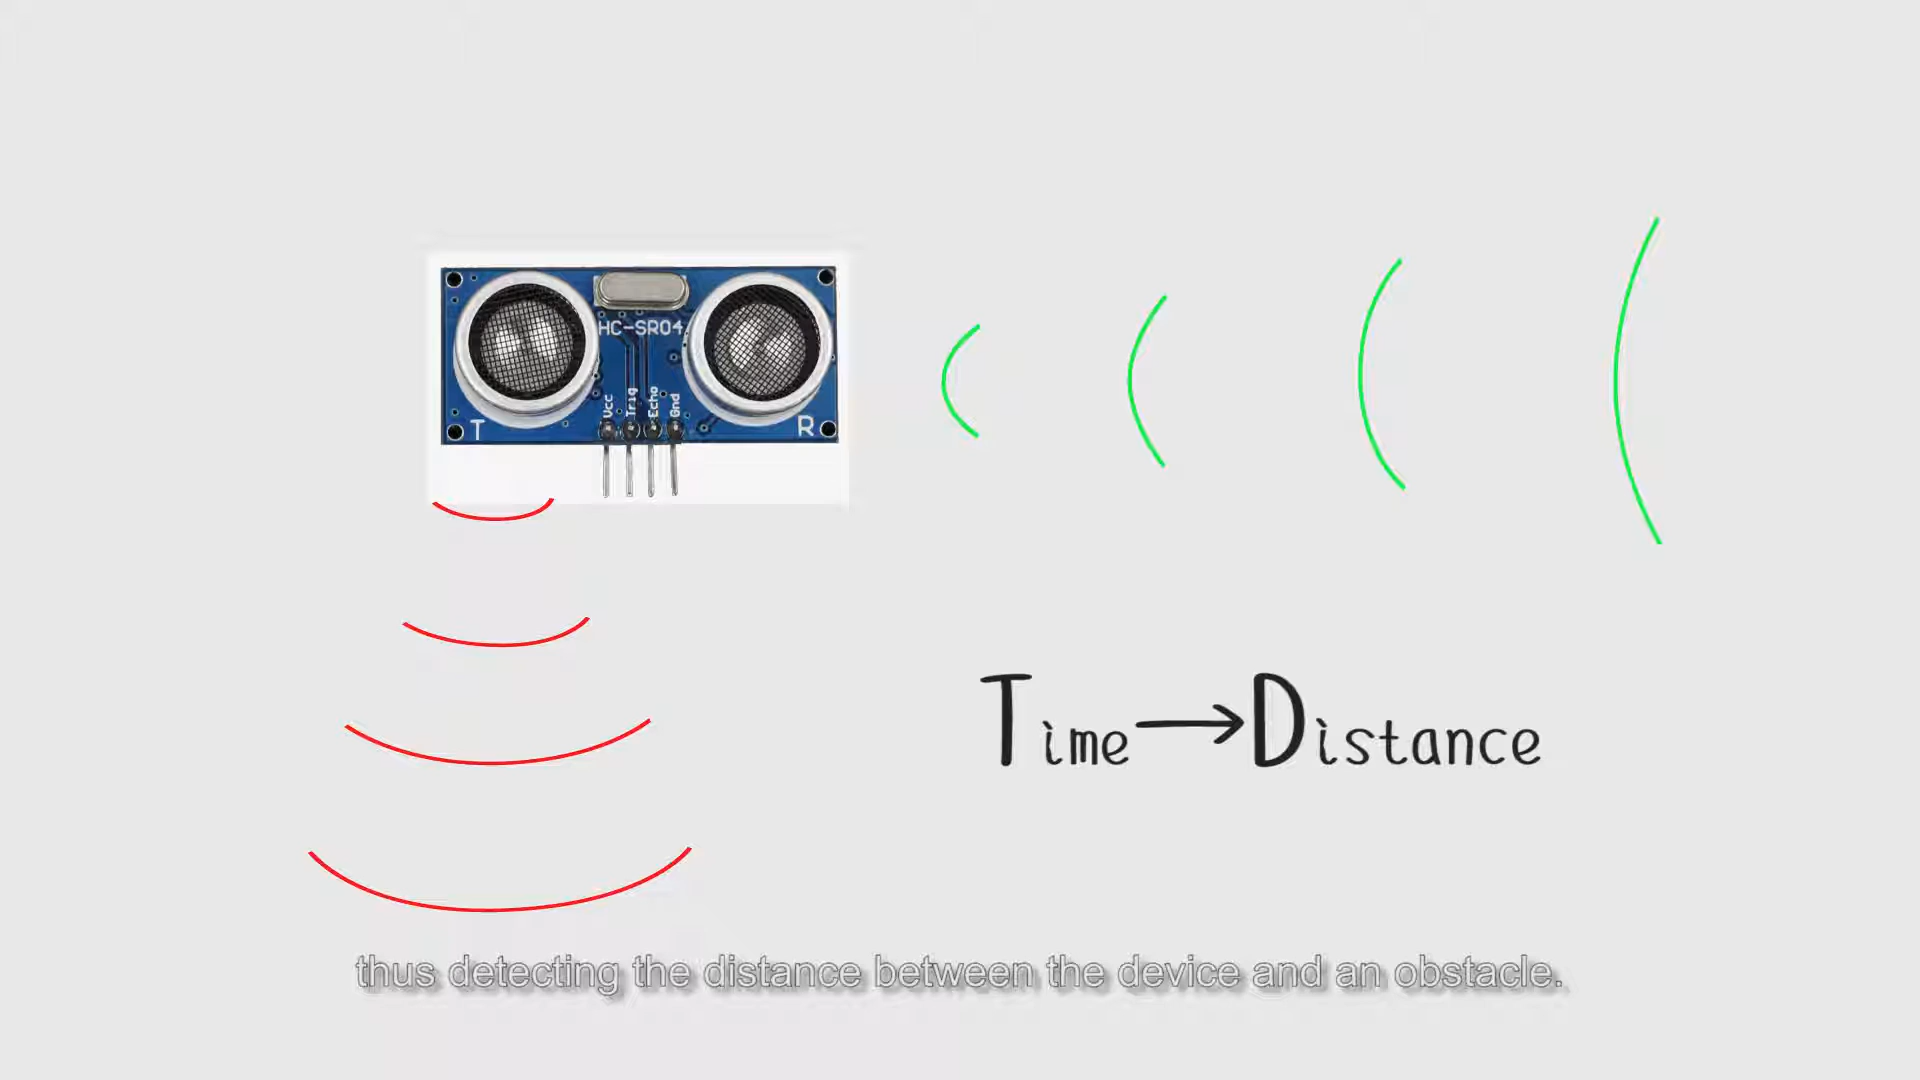 HC-SR04
Vcc
Trig
Echo
Gnd
T
R
Time→Distance
thus detecting the distance between the device and an obstacle.